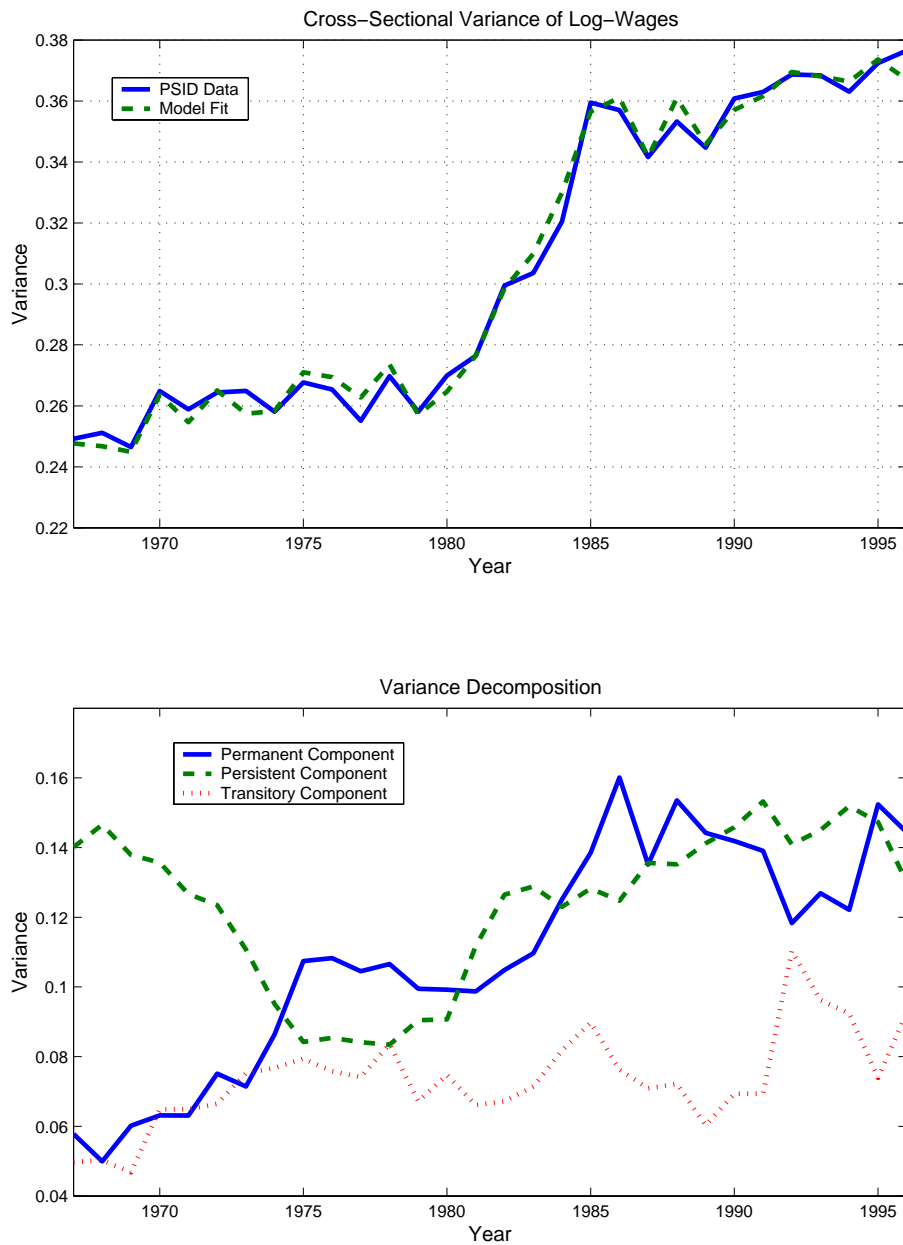 Cross-Sectional Variance of Log-Wages
0.38
0.36
0.34
0.32
0.3
0.28
0.26
0.24
0.22
Variance
PSID Data
Model Fit
1970 1975 1980 1985 1990 1995
Year
Variance Decomposition
0.16
0.14
0.12
0.1
0.08
0.06
0.04
Variance
Permanent Component
Persistent Component
Transitory Component
1970 1975 1980 1985 1990 1995
Year